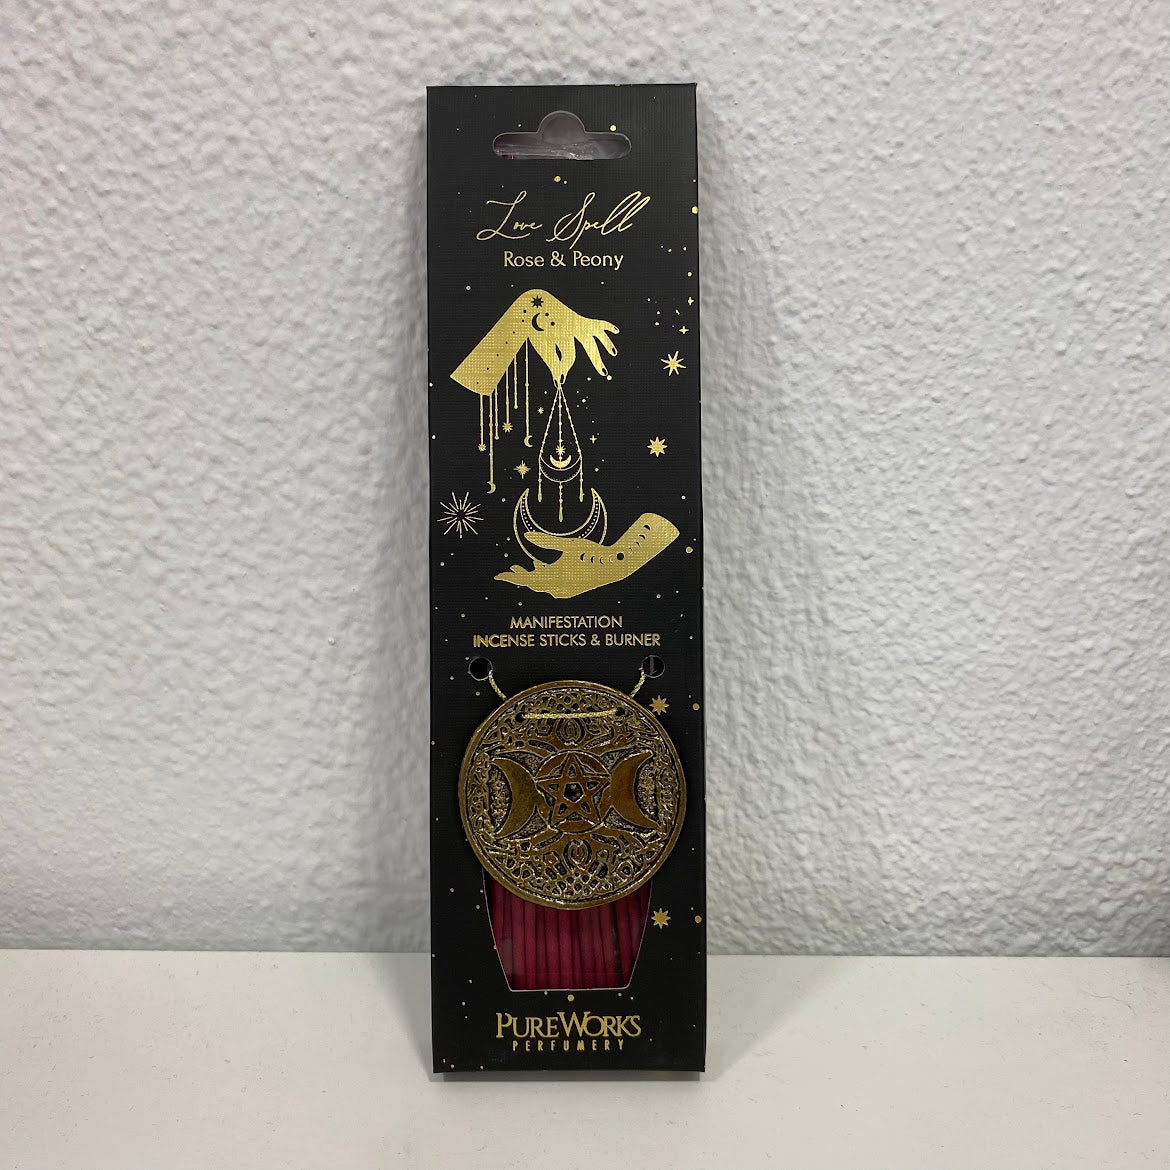 Love Spell
Rose & Peony
MANIFESTATION
INCENSE STICKS & BURNER
PUREWORKS
PERFUMERY